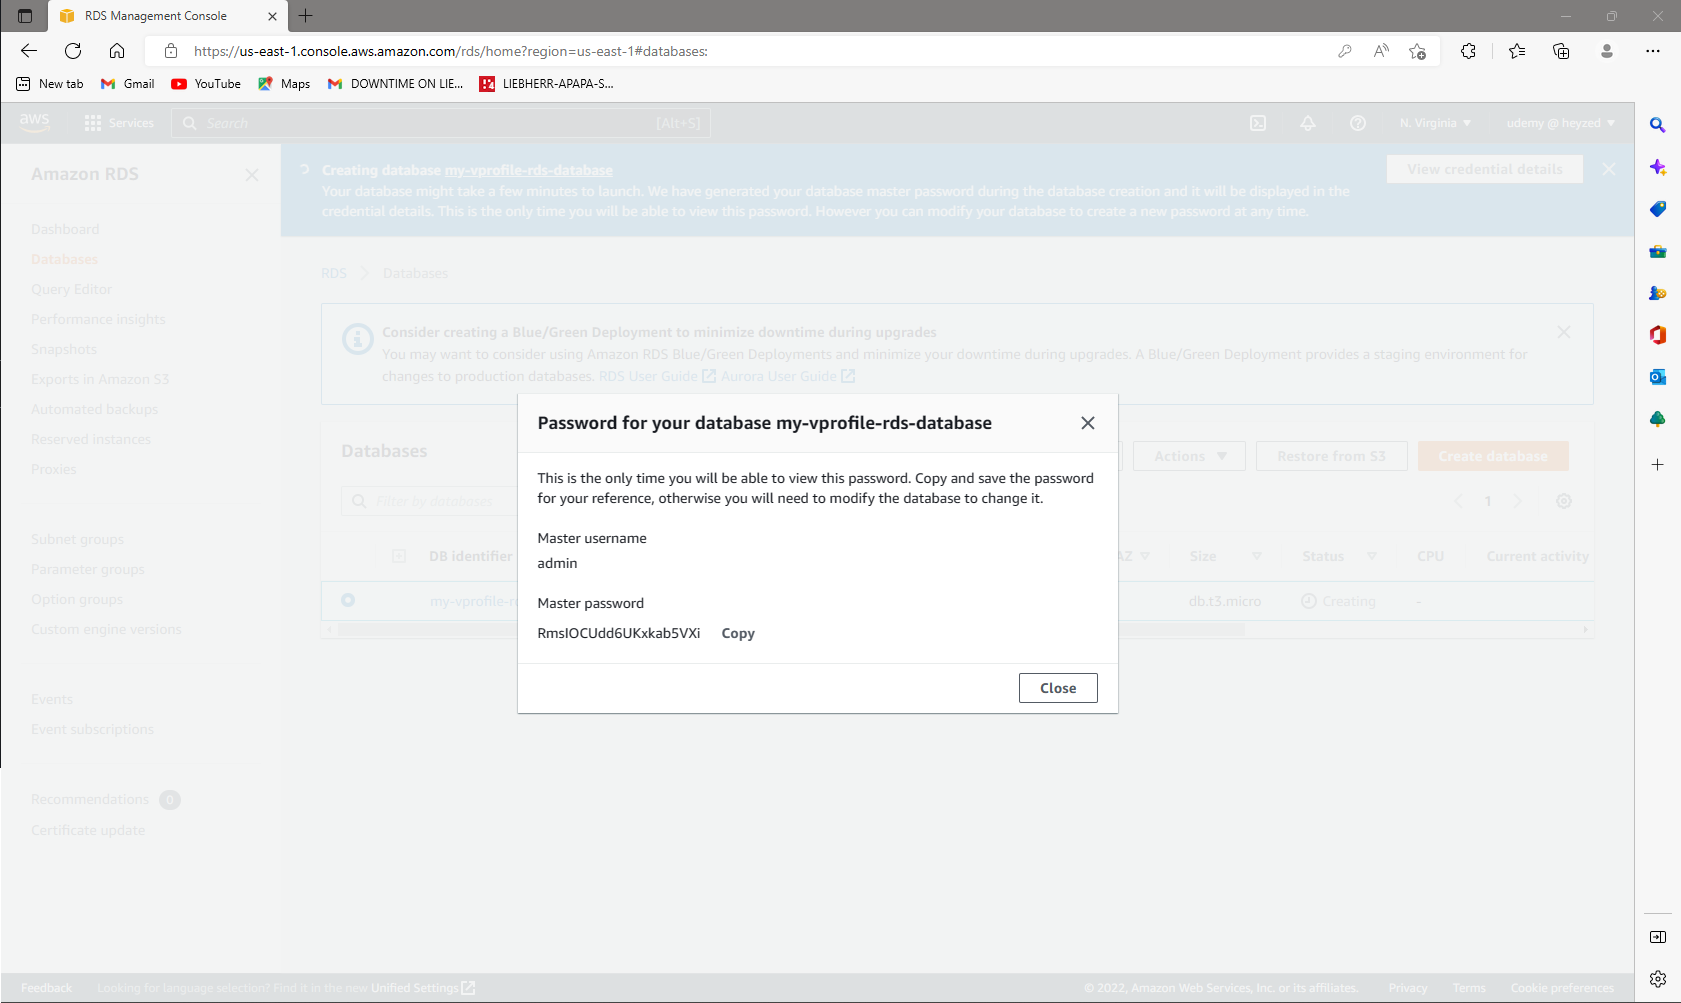 RDS Management Console
https://us-east-1.console.aws.amazon.com/rds/home?region=us-east-1#databases:
New tab
Gmail
YouTube
Maps
DOWNTIME ON LIE...
LIEBHERR-APAPA-S...
aws
Services
Search
[Alt+S]
N. Virginia
udemy @ heyzed
Amazon RDS
Dashboard
Databases
Query Editor
Performance insights
Snapshots
Exports in Amazon S3
Automated backups
Reserved instances
Proxies
Subnet groups
Parameter groups
Option groups
Custom engine versions
Events
Event subscriptions
Recommendations 0
Certificate update
Creating database my-vprofile-rds-database
Your database might take a few minutes to launch. We have generated your database master password during the database creation and it will be displayed in the
credential details. This is the only time you will be able to view this password. However you can modify your database to create a new password at any time.
View credential details
RDS > Databases
Consider creating a Blue/Green Deployment to minimize downtime during upgrades
You may want to consider using Amazon RDS Blue/Green Deployments and minimize your downtime during upgrades. A Blue/Green Deployment provides a staging environment for
changes to production databases. RDS User Guide Aurora User Guide
Databases
Actions
Restore from S3
Create database
Filter by databases
1
DB identifier
AZ
Size
Status
CPU
Current activity
my-vprofile-r
db.t3.micro
Creating
-
Password for your database my-vprofile-rds-database
This is the only time you will be able to view this password. Copy and save the password
for your reference, otherwise you will need to modify the database to change it.
Master username
admin
Master password
RmsIOCUdd6UKxkab5VXi Copy
Close
Feedback
Looking for language selection? Find it in the new Unified Settings
© 2022, Amazon Web Services, Inc. or its affiliates.
Privacy
Terms
Cookie preferences